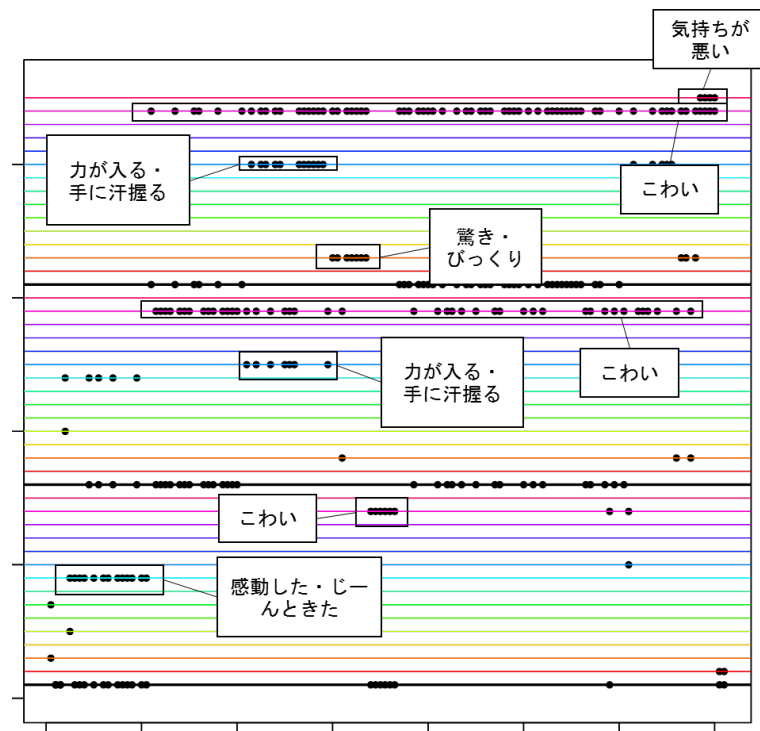 気持ちが
悪い
力が入る・
手に汗握る
こわい
驚き・
びっくり
力が入る・
手に汗握る
こわい
こわい
感動した・じー
んときた